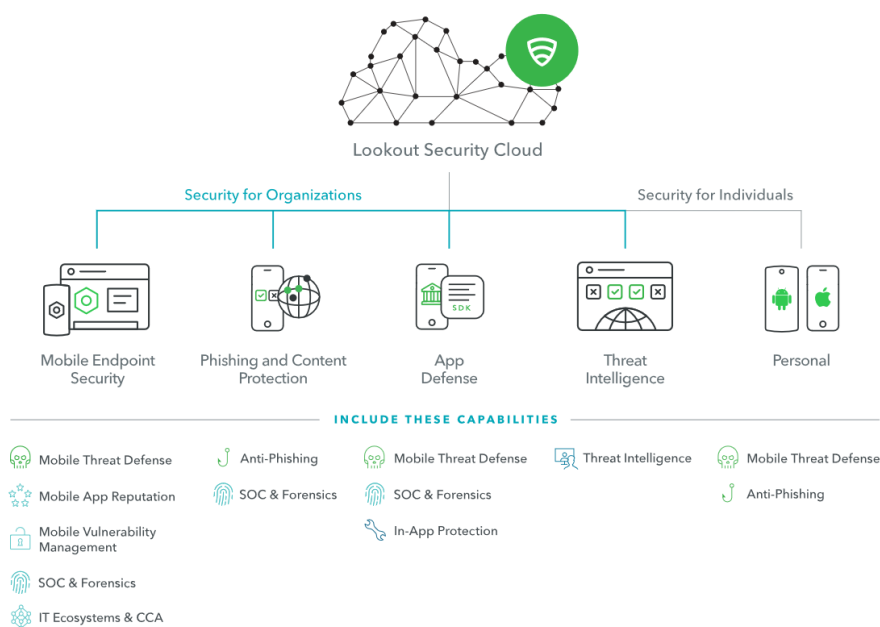 Lookout Security Cloud
Security for Organizations
Security for Individuals
SDK
Mobile Endpoint
Security
Phishing and Content
Protection
App
Defense
Threat
Intelligence
Personal
INCLUDE THESE CAPABILITIES
Mobile Threat Defense
Mobile App Reputation
Mobile Vulnerability
Management
SOC & Forensics
IT Ecosystems & CCA
Anti-Phishing
SOC & Forensics
Mobile Threat Defense
SOC & Forensics
In-App Protection
Threat Intelligence
Mobile Threat Defense
Anti-Phishing